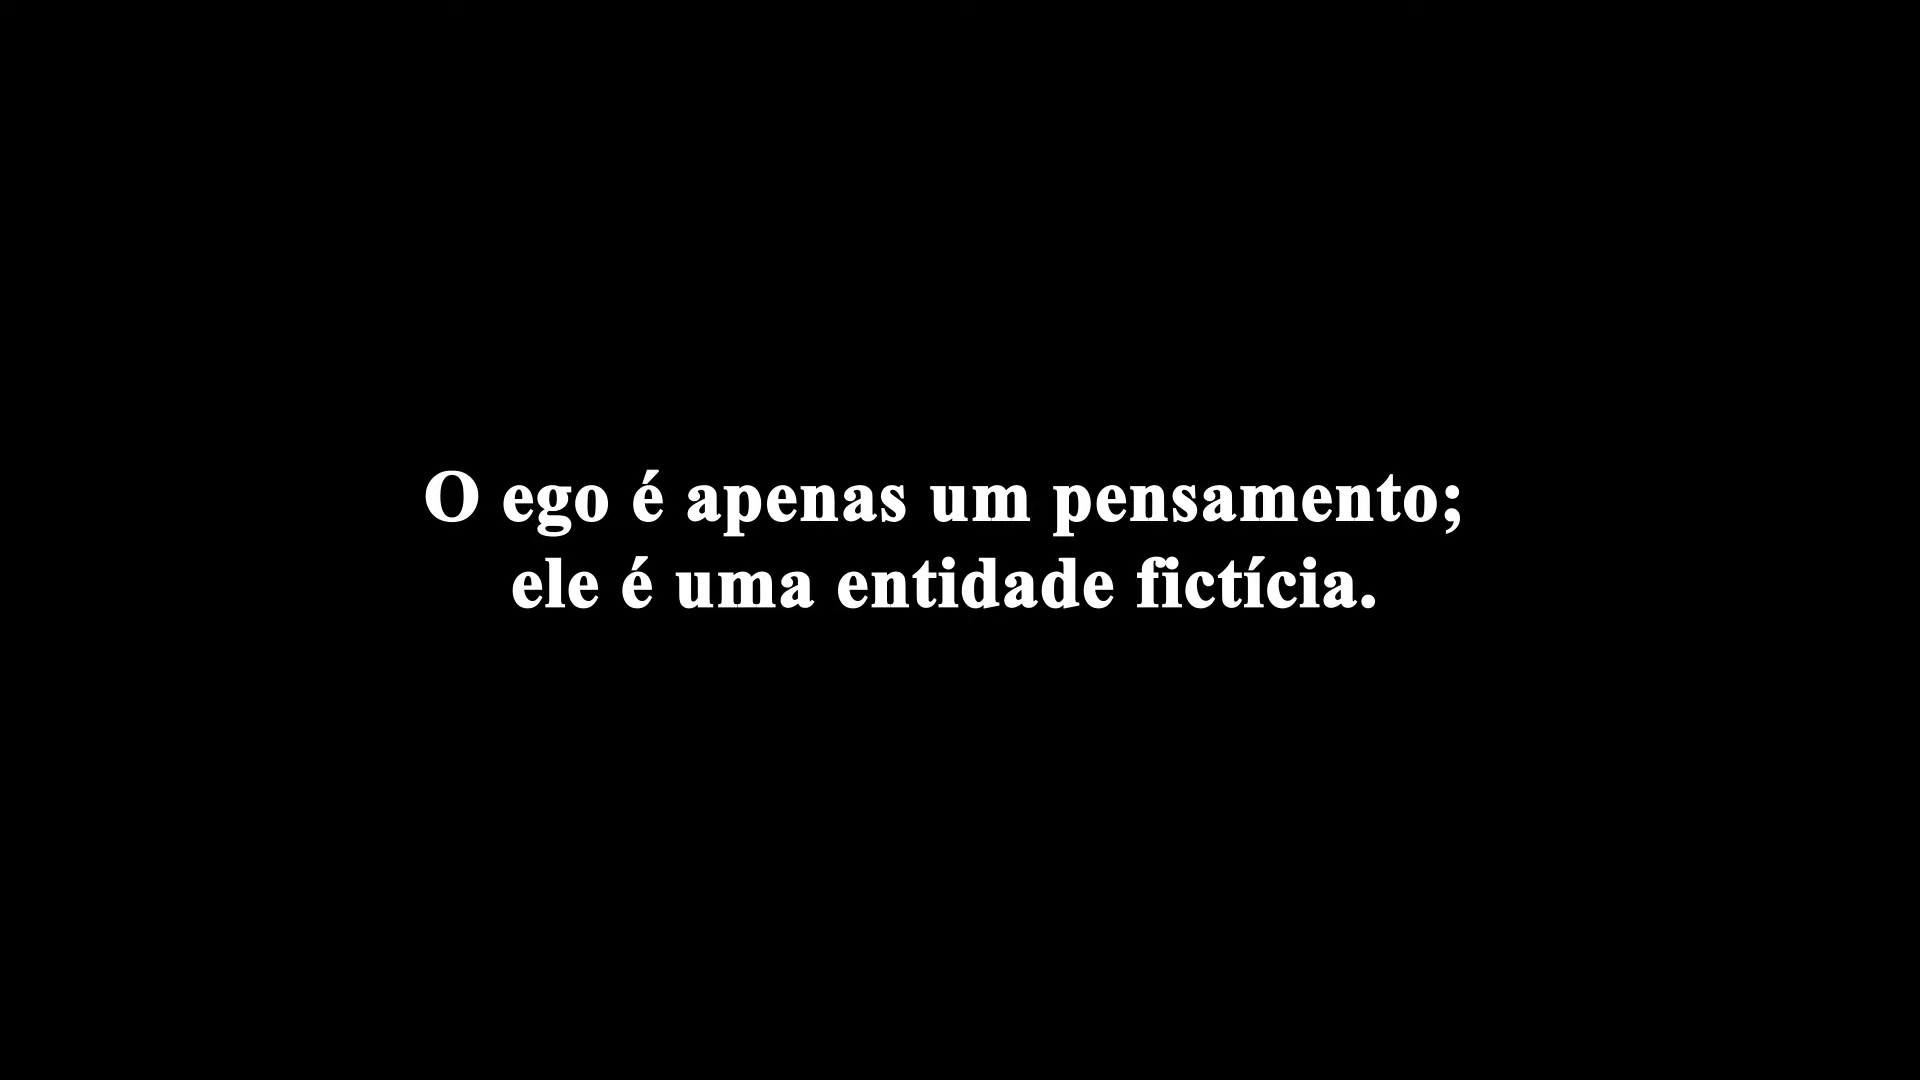 O ego é apenas um pensamento;
ele é uma entidade fictícia.